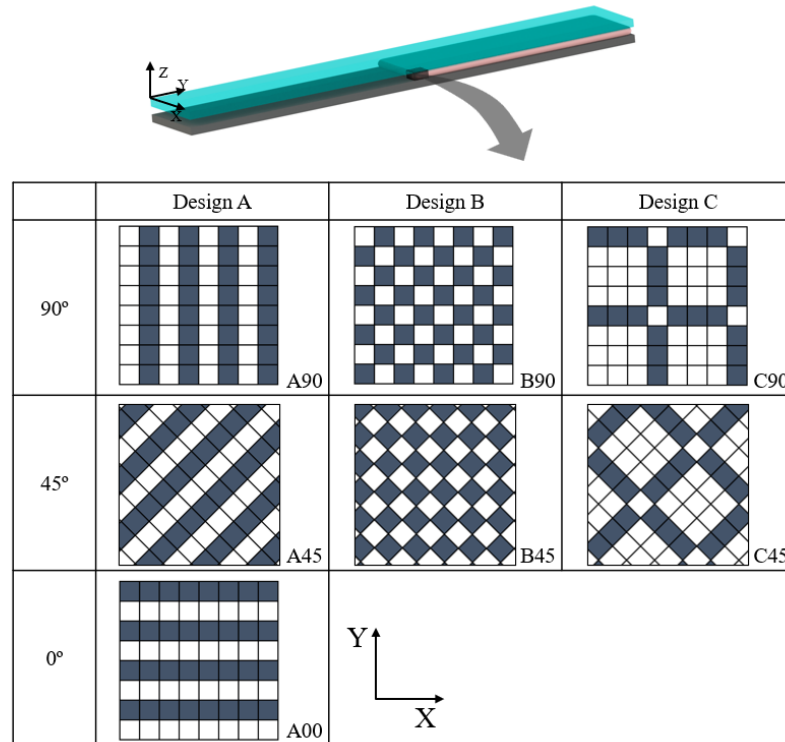 Z
Y
X
Design A
Design B
Design C
90º
A90
B90
C90
45º
A45
B45
C45
0º
A00
Y
X